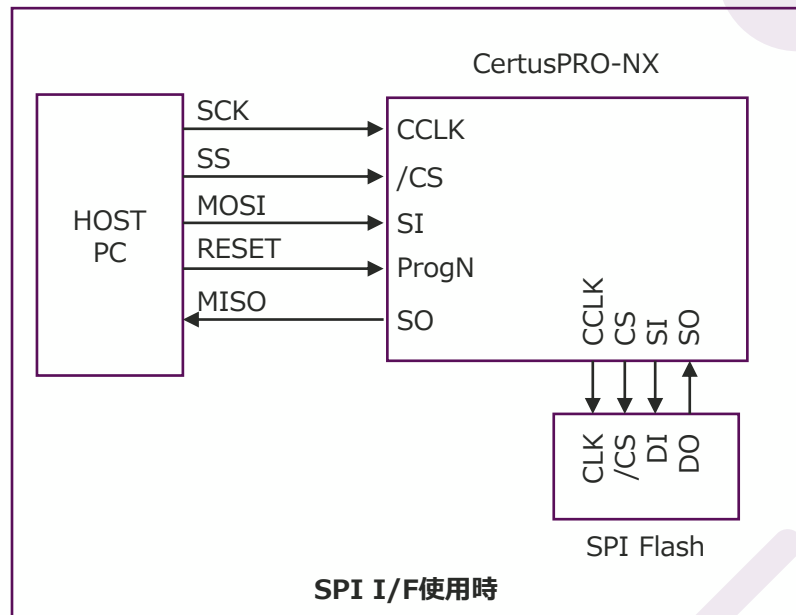 CertusPRO-NX
HOST
PC
SCK
SS
MOSI
RESET
MISO
CCLK
/CS
SI
ProgN
SO
CCLK
CS
SI
SO
CLK
/CS
DI
DO
SPI Flash
SPI I/F使用時